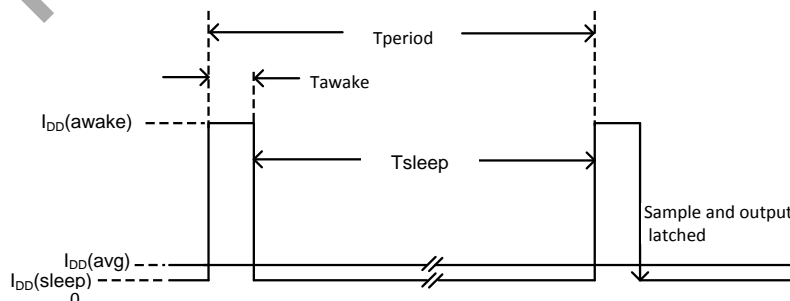 Tperiod
Tawake
IDD(awake)
Tsleep
Sample and output
latched
IDD(avg)
IDD(sleep)
0